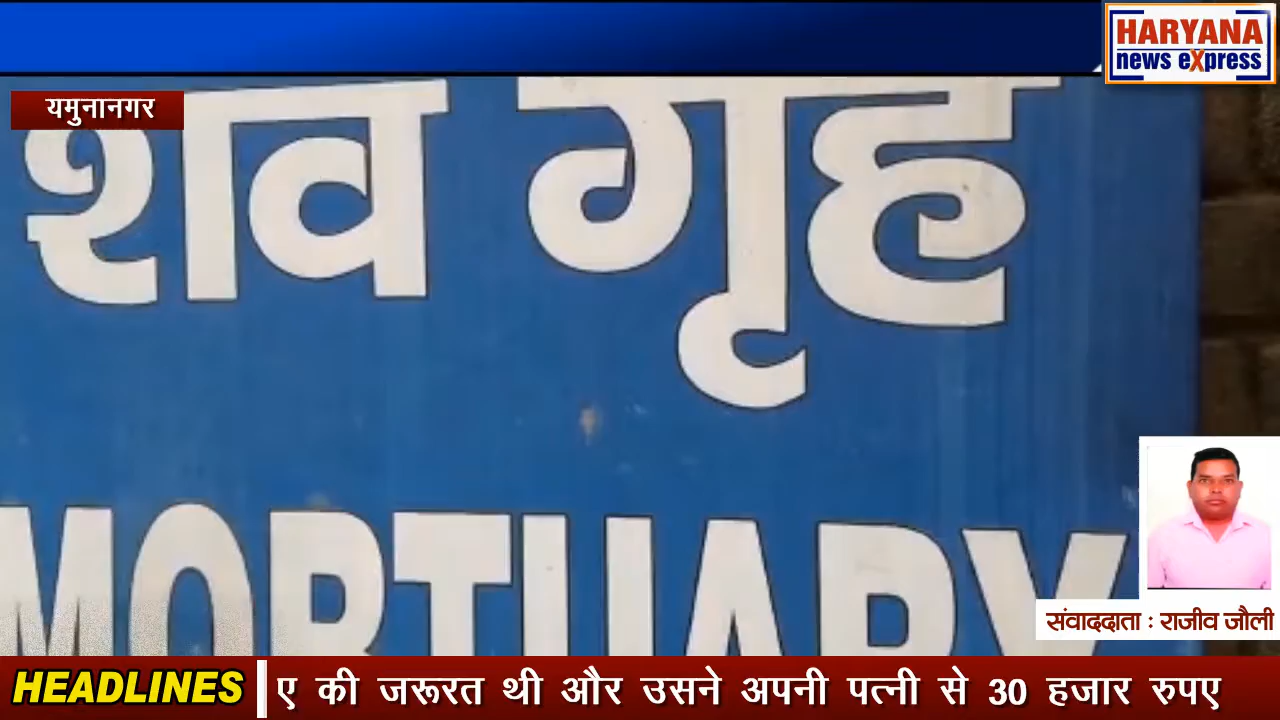 HARYANA
news eXpress
यमुनानगर
शव गृह
MORTUARY
संवाददाता : राजीव जौली
HEADLINES
ए की जरूरत थी और उसने अपनी पत्नी से 30 हजार रुपए